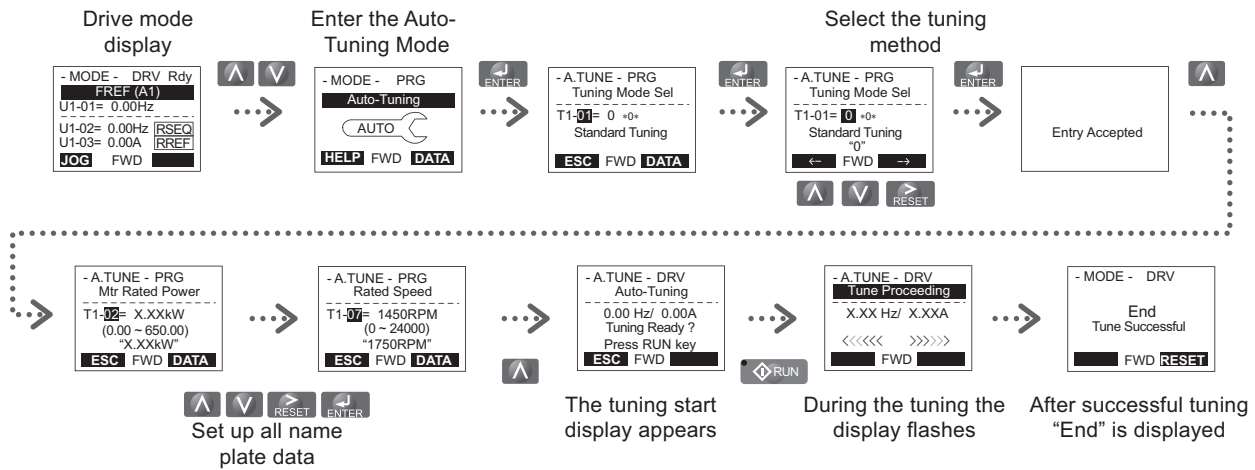 Drive mode
display
- MODE -   DRV  Rdy
FREF (A1)
U1-01=  0.00Hz
U1-02=  0.00Hz  RSEQ
U1-03=  0.00A  RREF
JOG  FWD
Enter the Auto-
Tuning Mode
- MODE -   PRG
Auto-Tuning
AUTO
HELP  FWD  DATA
ENTER
- A.TUNE -  PRG
Tuning Mode Sel
T1-01=  0  *0*
Standard Tuning
ESC  FWD  DATA
ENTER
Select the tuning
method
- A.TUNE -  PRG
Tuning Mode Sel
T1-01=  0  *0*
Standard Tuning
“0”
←  FWD  →
>
RESET
ENTER
Entry Accepted
- A.TUNE -  PRG
Mtr Rated Power
T1-02=  X.XXkW
(0.00 ~ 650.00)
“X.XXkW”
ESC  FWD  DATA
- A.TUNE -  PRG
Rated Speed
T1-07=  1450RPM
(0 ~ 24000)
“1750RPM”
ESC  FWD  DATA
>
RESET  ENTER
Set up all name
plate data
- A.TUNE -  DRV
Auto-Tuning
0.00 Hz/  0.00A
Tuning Ready ?
Press RUN key
ESC  FWD
The tuning start
display appears
RUN
- A.TUNE -  DRV
Tune Proceeding
X.XX Hz/  X.XXA
<<<<<<  >>>>>>
FWD
During the tuning the
display flashes
- MODE -   DRV
End
Tune Successful
FWD  RESET
After successful tuning
“End” is displayed